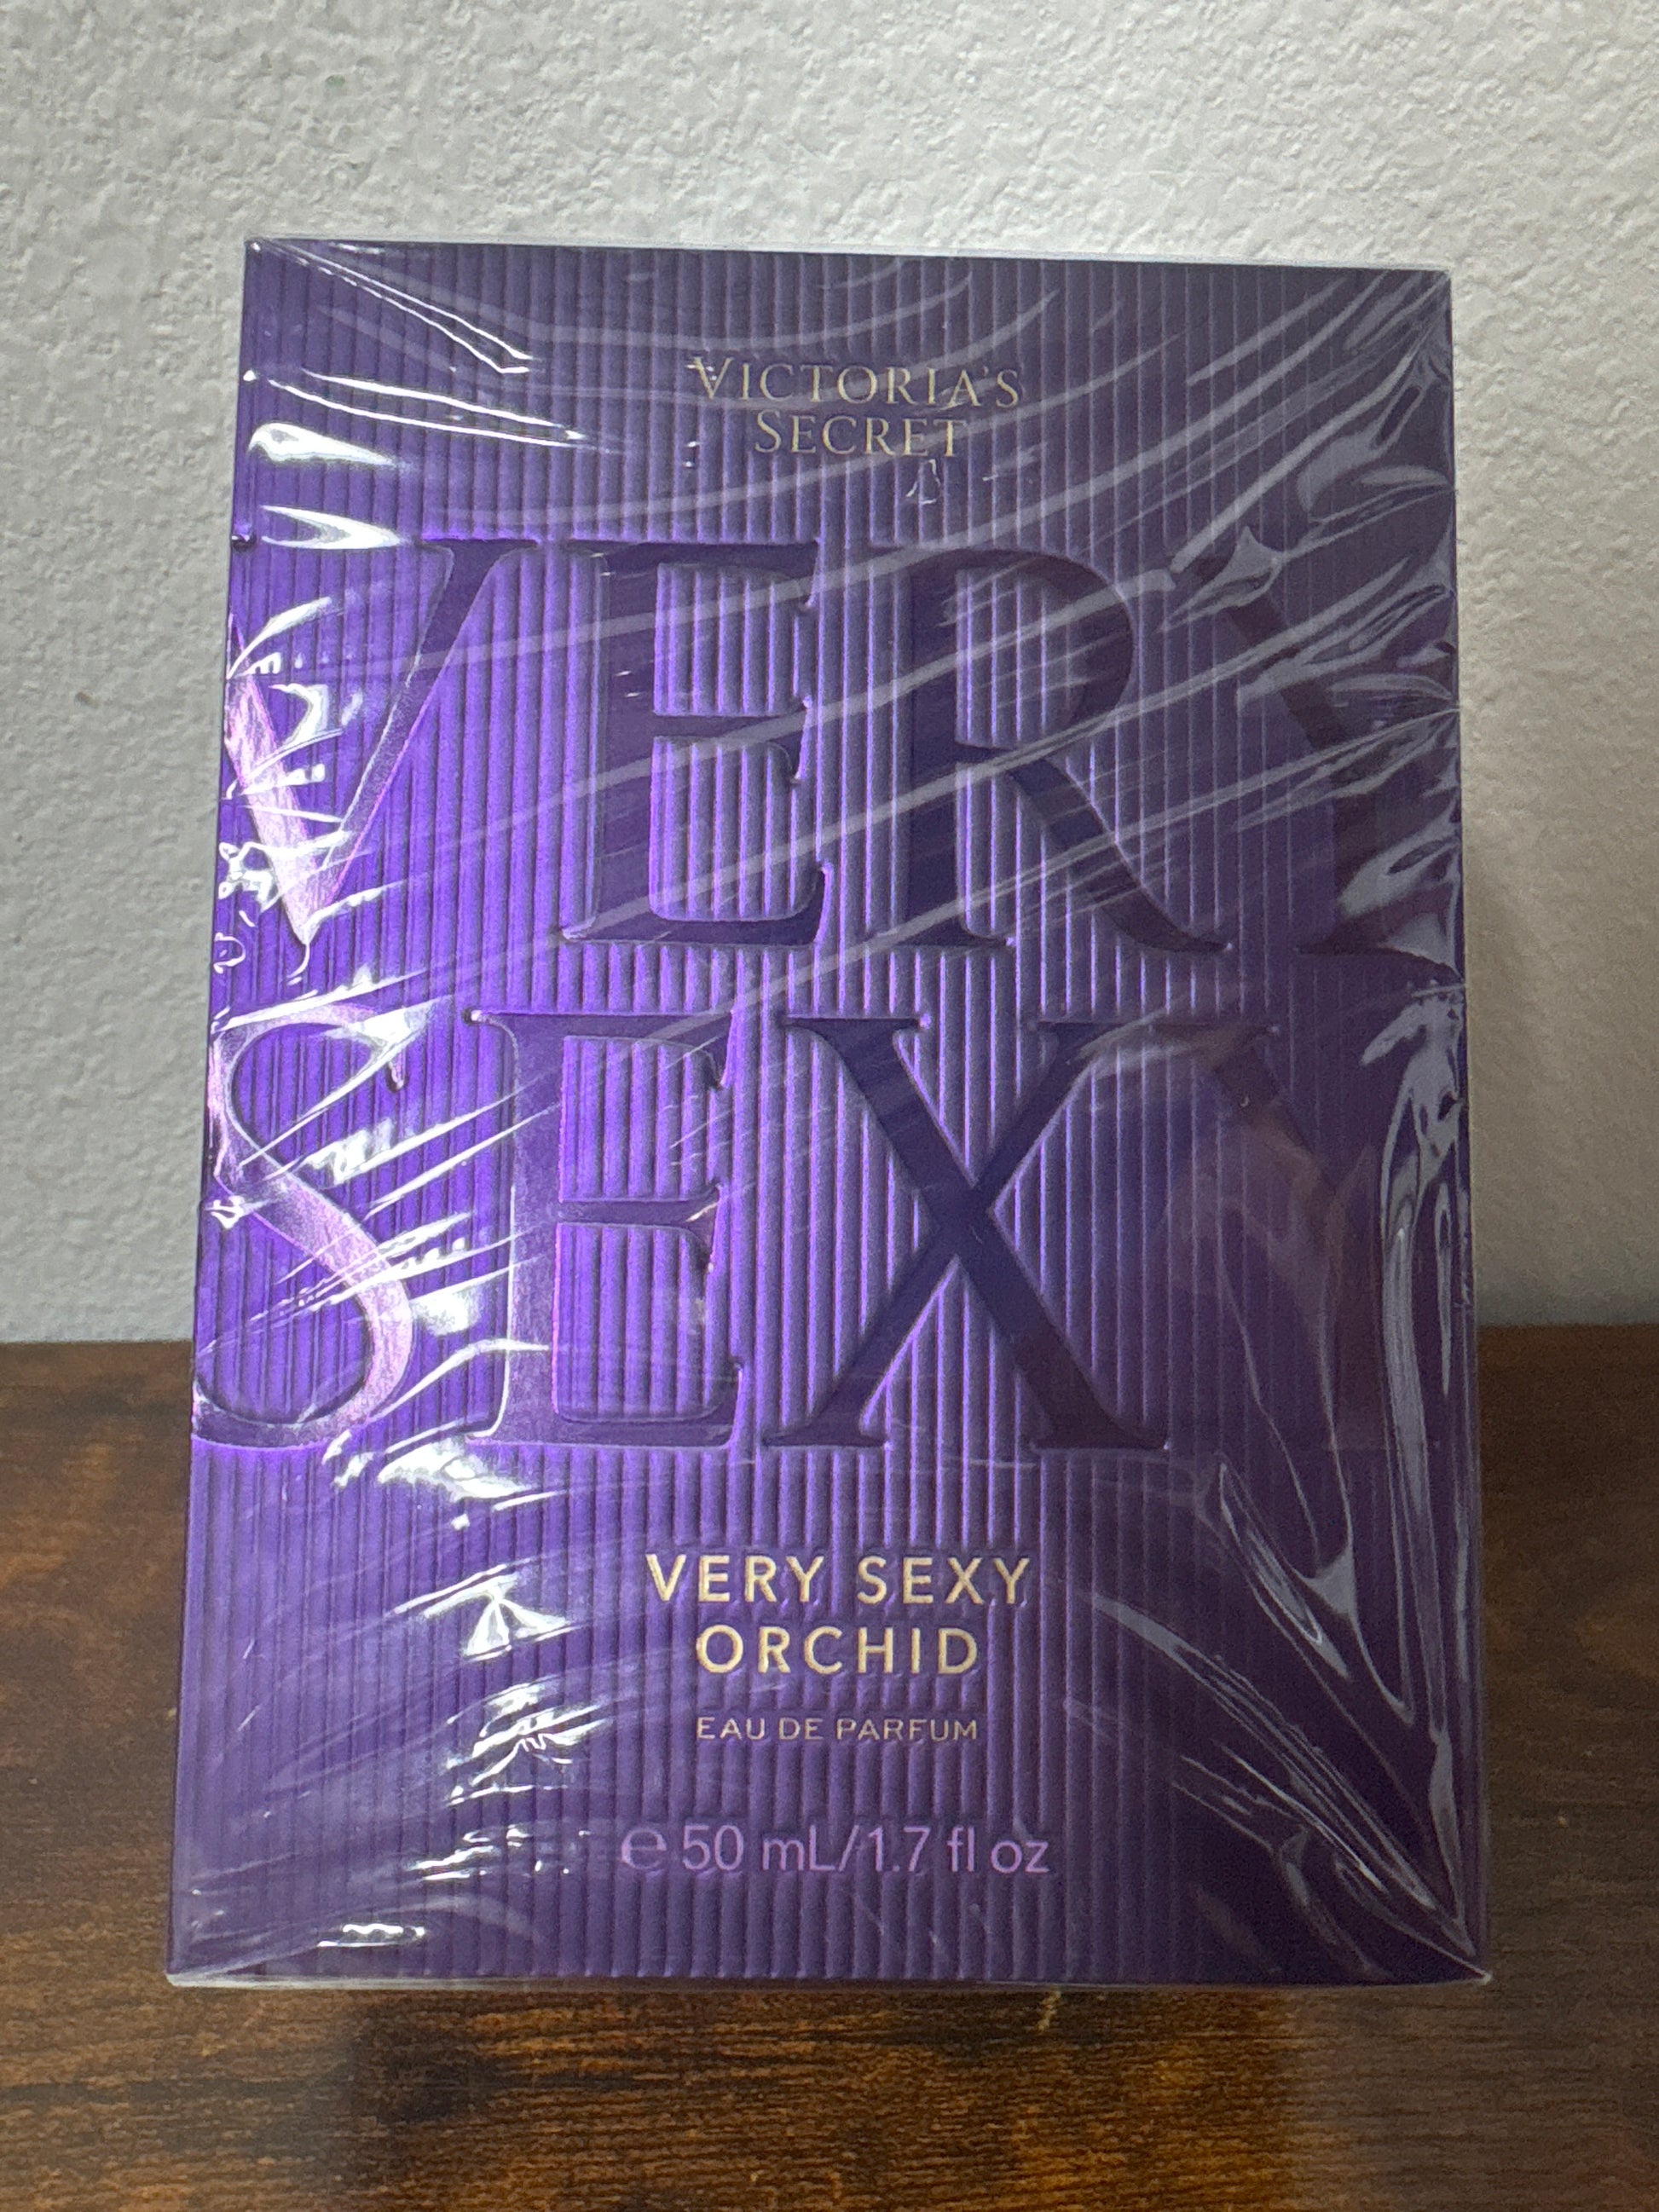 VICTORIA'S
SECRET
VERY
SEXY
VERY SEXY
ORCHID
EAU DE PARFUM
℮ 50 mL/1.7 fl oz